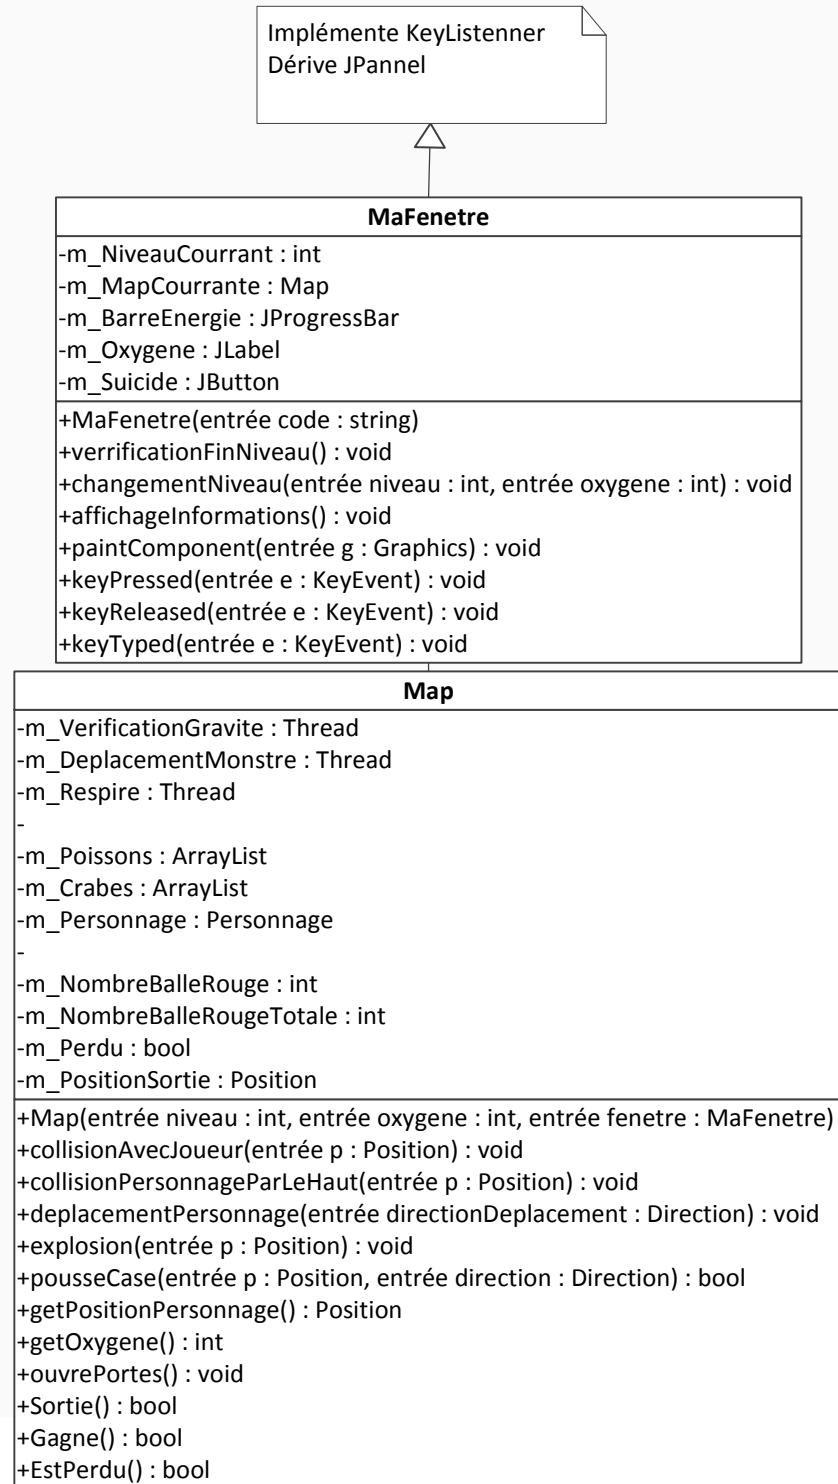 Implémente KeyListenner
Dérive JPannel
MaFenetre
-m_NiveauCourrant : int
-m_MapCourrante : Map
-m_BarreEnergie : JProgressBar
-m_Oxygene : JLabel
-m_Suicide : JButton
+MaFenetre(entrée code : string)
+verrificationFinNiveau() : void
+changementNiveau(entrée niveau : int, entrée oxygene : int) : void
+affichageInformations() : void
+paintComponent(entrée g : Graphics) : void
+keyPressed(entrée e : KeyEvent) : void
+keyReleased(entrée e : KeyEvent) : void
+keyTyped(entrée e : KeyEvent) : void
Map
-m_VerificationGravite : Thread
-m_DeplacementMonstre : Thread
-m_Respire : Thread
-
-m_Poissons : ArrayList
-m_Crabes : ArrayList
-m_Personnage : Personnage
-
-m_NombreBalleRouge : int
-m_NombreBalleRougeTotale : int
-m_Perdu : bool
-m_PositionSortie : Position
+Map(entrée niveau : int, entrée oxygene : int, entrée fenetre : MaFenetre)
+collisionAvecJoueur(entrée p : Position) : void
+collisionPersonnageParLeHaut(entrée p : Position) : void
+deplacementPersonnage(entrée directionDeplacement : Direction) : void
+explosion(entrée p : Position) : void
+pousseCase(entrée p : Position, entrée direction : Direction) : bool
+getPositionPersonnage() : Position
+getOxygene() : int
+ouvrePortes() : void
+Sortie() : bool
+Gagne() : bool
+EstPerdu() : bool